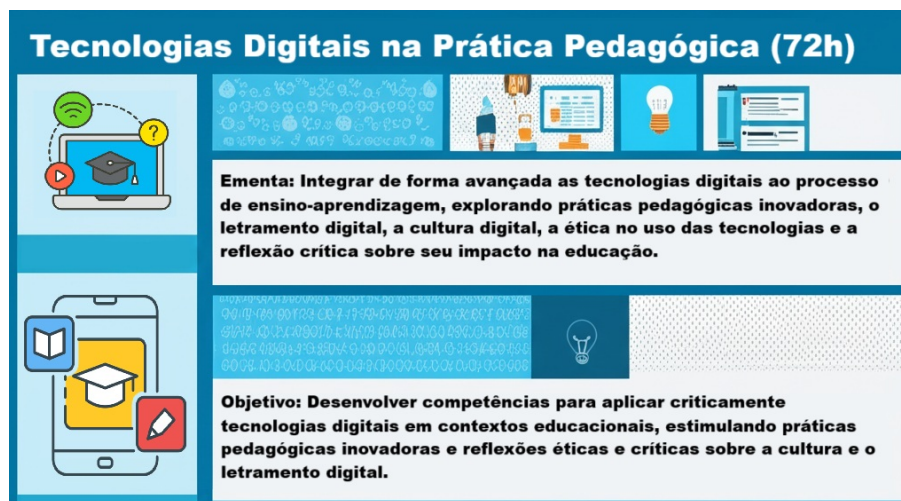 Tecnologias Digitais na Prática Pedagógica (72h)
?
Ementa: Integrar de forma avançada as tecnologias digitais ao processo
de ensino-aprendizagem, explorando práticas pedagógicas inovadoras, o
letramento digital, a cultura digital, a ética no uso das tecnologias e a
reflexão crítica sobre seu impacto na educação.
Objetivo: Desenvolver competências para aplicar criticamente
tecnologias digitais em contextos educacionais, estimulando práticas
pedagógicas inovadoras e reflexões éticas e críticas sobre a cultura e o
letramento digital.